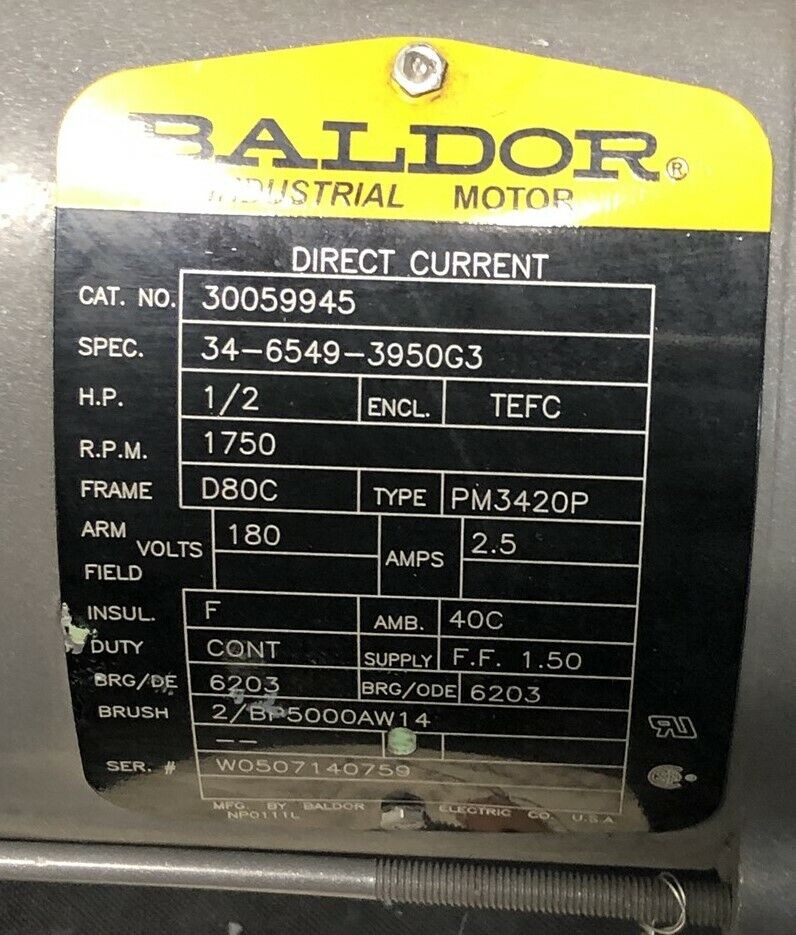 BALDOR®
INDUSTRIAL MOTOR
DIRECT CURRENT
CAT. NO. 30059945
SPEC. 34-6549-3950G3
H.P. 1/2 ENCL. TEFC
R.P.M. 1750
FRAME D80C TYPE PM3420P
ARM VOLTS 180 AMPS 2.5
FIELD
INSUL. F AMB. 40C
DUTY CONT SUPPLY F.F. 1.50
BRG/DE 6203 BRG/ODE 6203
BRUSH 2/BP5000AW14
--
SER. # W0507140759
MFG. BY BALDOR ELECTRIC CO. U.S.A
NP0111L